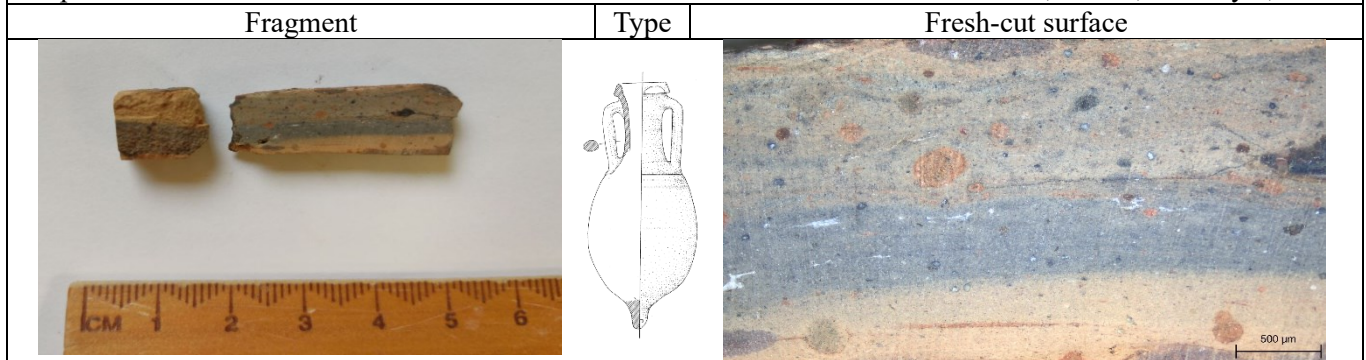 Fragment
Type
Fresh-cut surface
CM 1 2 3 4 5 6
500 μm